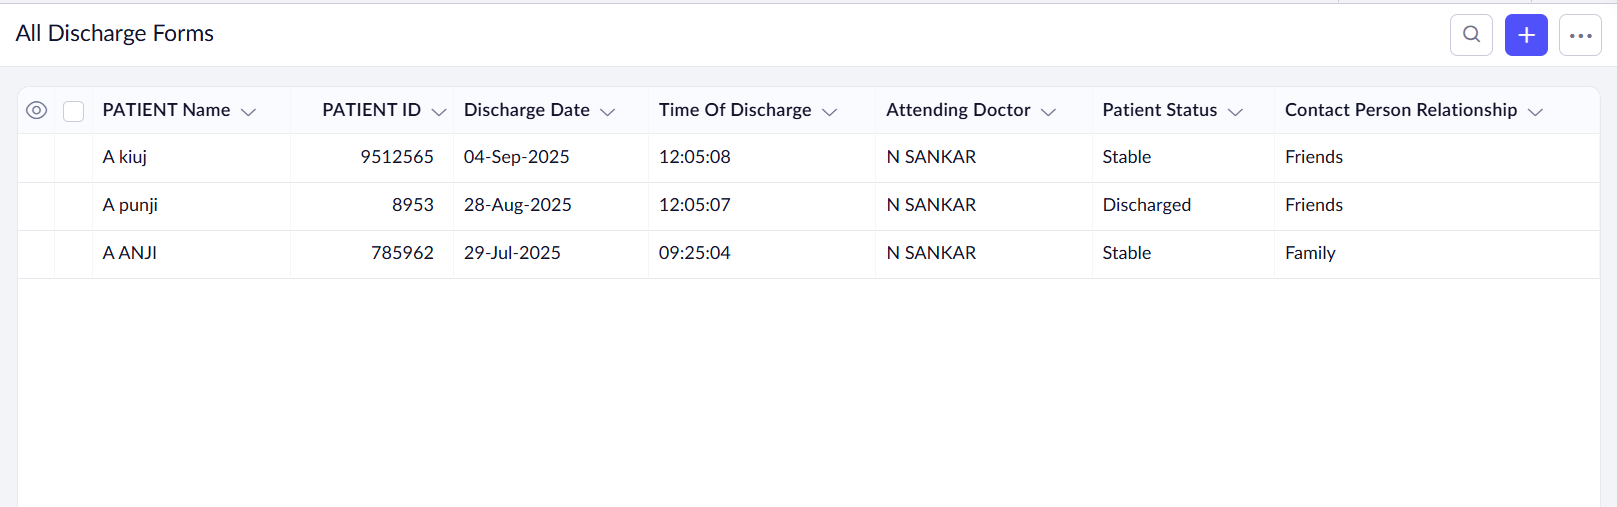 All Discharge Forms
PATIENT Name PATIENT ID Discharge Date Time Of Discharge Attending Doctor Patient Status Contact Person Relationship
A kiuj 9512565 04-Sep-2025 12:05:08 N SANKAR Stable Friends
A punji 8953 28-Aug-2025 12:05:07 N SANKAR Discharged Friends
A ANJI 785962 29-Jul-2025 09:25:04 N SANKAR Stable Family